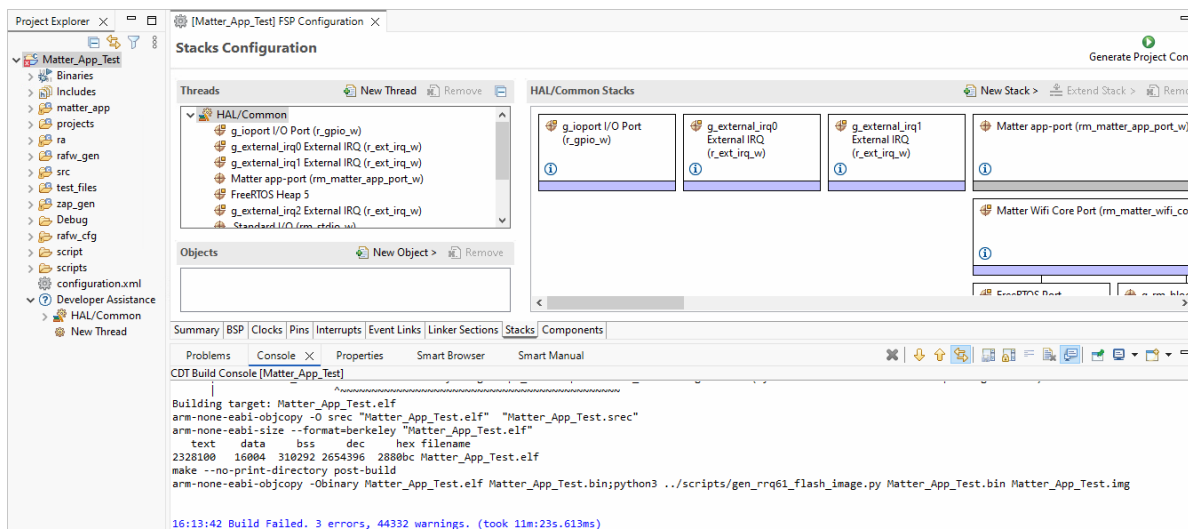 Project Explorer
[Matter_App_Test] FSP Configuration
Stacks Configuration
Generate Project Con
Matter_App_Test
Binaries
Includes
matter_app
projects
ra
rafw_gen
src
test_files
zap_gen
Debug
rafw_cfg
script
scripts
configuration.xml
Developer Assistance
HAL/Common
New Thread
Threads
New Thread
Remove
HAL/Common
g_ioport I/O Port (r_gpio_w)
g_external_irq0 External IRQ (r_ext_irq_w)
g_external_irq1 External IRQ (r_ext_irq_w)
Matter app-port (rm_matter_app_port_w)
FreeRTOS Heap 5
g_external_irq2 External IRQ (r_ext_irq_w)
Standard I/O (rm_stdio_w)
Objects
New Object >
Remove
HAL/Common Stacks
New Stack >
Extend Stack >
Remo
g_ioport I/O Port
(r_gpio_w)
g_external_irq0
External IRQ
(r_ext_irq_w)
g_external_irq1
External IRQ
(r_ext_irq_w)
Matter app-port (rm_matter_app_port_w)
Matter Wifi Core Port (rm_matter_wifi_co
FreeRTOS Port
Summary BSP Clocks Pins Interrupts Event Links Linker Sections Stacks Components
Problems Console Properties Smart Browser Smart Manual
CDT Build Console [Matter_App_Test]
Building target: Matter_App_Test.elf
arm-none-eabi-objcopy -O srec "Matter_App_Test.elf" "Matter_App_Test.srec"
arm-none-eabi-size --format=berkeley "Matter_App_Test.elf"
text data bss dec hex filename
2328100 16004 310292 2654396 2880bc Matter_App_Test.elf
make --no-print-directory post-build
arm-none-eabi-objcopy -Obinary Matter_App_Test.elf Matter_App_Test.bin;python3 ../scripts/gen_rrq61_flash_image.py Matter_App_Test.bin Matter_App_Test.img
16:13:42 Build Failed. 3 errors, 44332 warnings. (took 11m:23s.613ms)